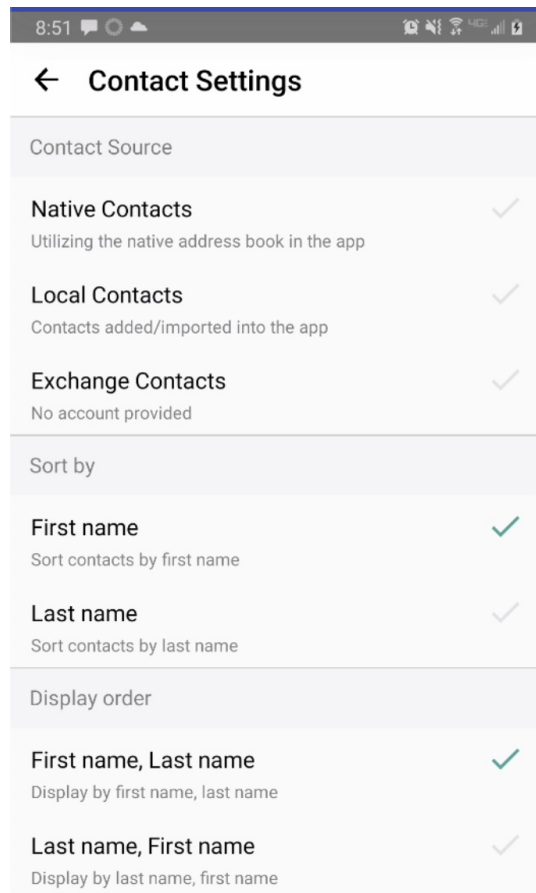 8:51
4GE
Contact Settings
Contact Source
Native Contacts
Utilizing the native address book in the app
Local Contacts
Contacts added/imported into the app
Exchange Contacts
No account provided
Sort by
First name
Sort contacts by first name
Last name
Sort contacts by last name
Display order
First name, Last name
Display by first name, last name
Last name, First name
Display by last name, first name